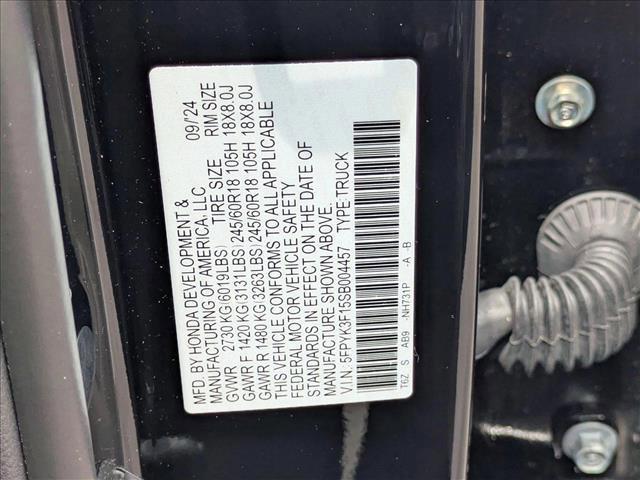 MFD.BY HONDA DEVELOPMENT &
MANUFACTURING OF AMERICA, LLC 09/'24
GVWR 2730 KG(6019LBS) TIRE SIZE RIM SIZE
GAWR F 1420 KG(3131LBS) 245/60R18 105H 18X8.0J
GAWR R 1480 KG(3263LBS) 245/60R18 105H 18X8.0J
THIS VEHICLE CONFORMS TO ALL APPLICABLE
FEDERAL MOTOR VEHICLE SAFETY
STANDARDS IN EFFECT ON THE DATE OF
MANUFACTURE SHOWN ABOVE.
V.I.N: 5FPYK3F15SB004457 TYPE:TRUCK
T6Z S AB9 -NH731P -A -B